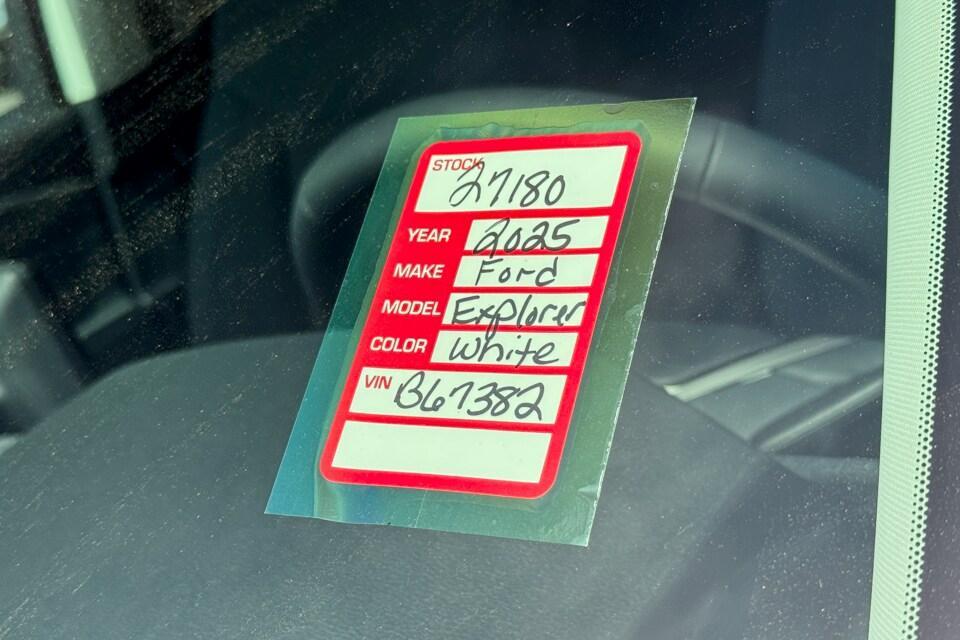 STOCK 27180
YEAR 2025
MAKE Ford
MODEL Explorer
COLOR White
VIN B67382